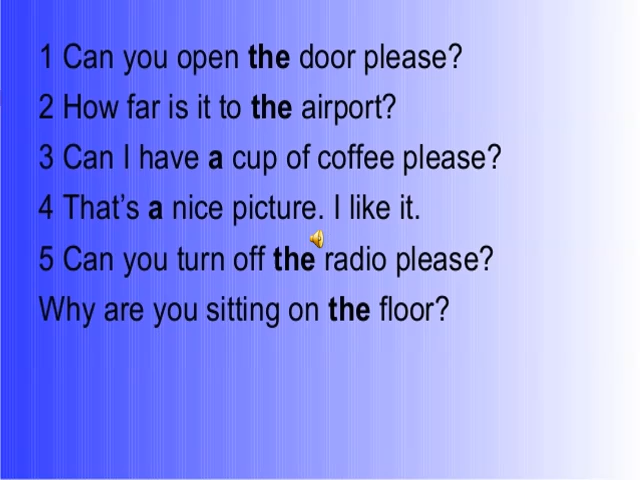 1 Can you open the door please?
2 How far is it to the airport?
3 Can I have a cup of coffee please?
4 That’s a nice picture. I like it.
5 Can you turn off the radio please?
Why are you sitting on the floor?